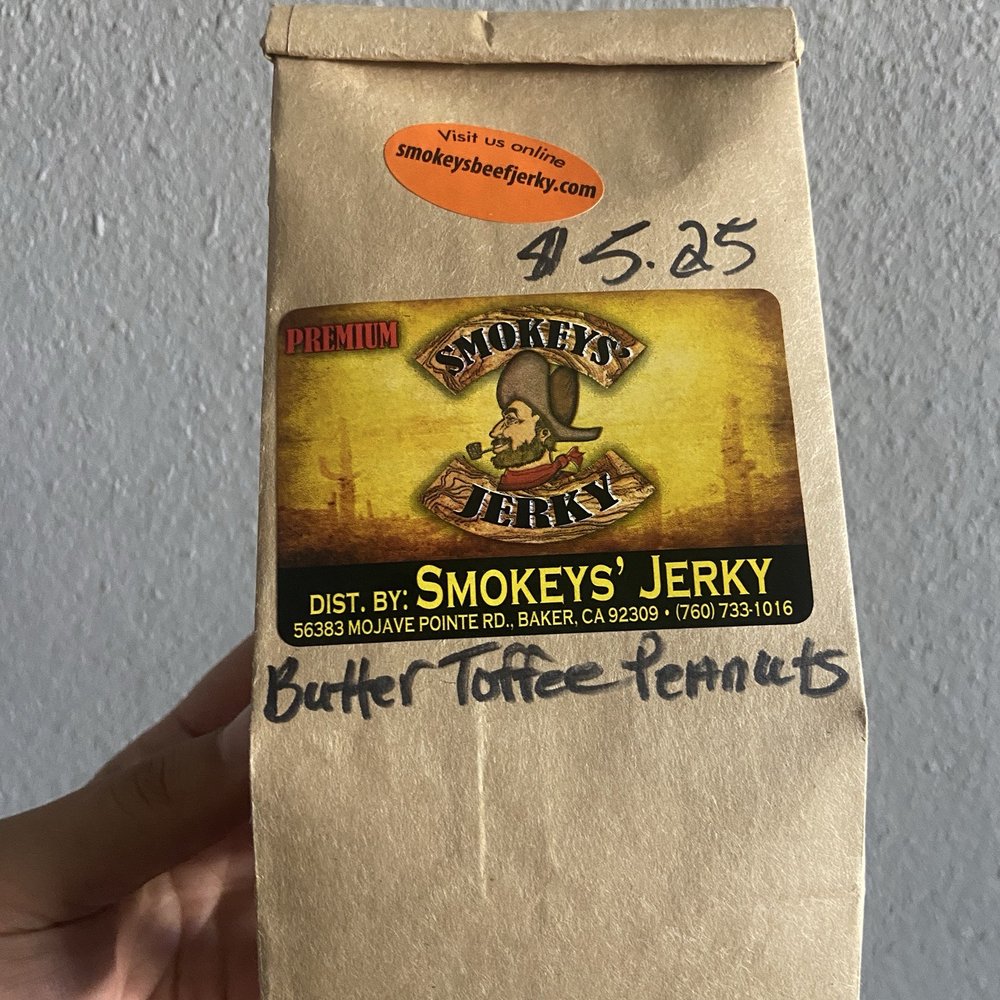 Visit us online
smokeysbeefjerky.com
$ 5.25
PREMIUM
SMOKEYS'
JERKY
DIST. BY: SMOKEYS' JERKY
56383 MOJAVE POINTE RD., BAKER, CA 92309 • (760) 733-1016
Butter Toffee Peanuts